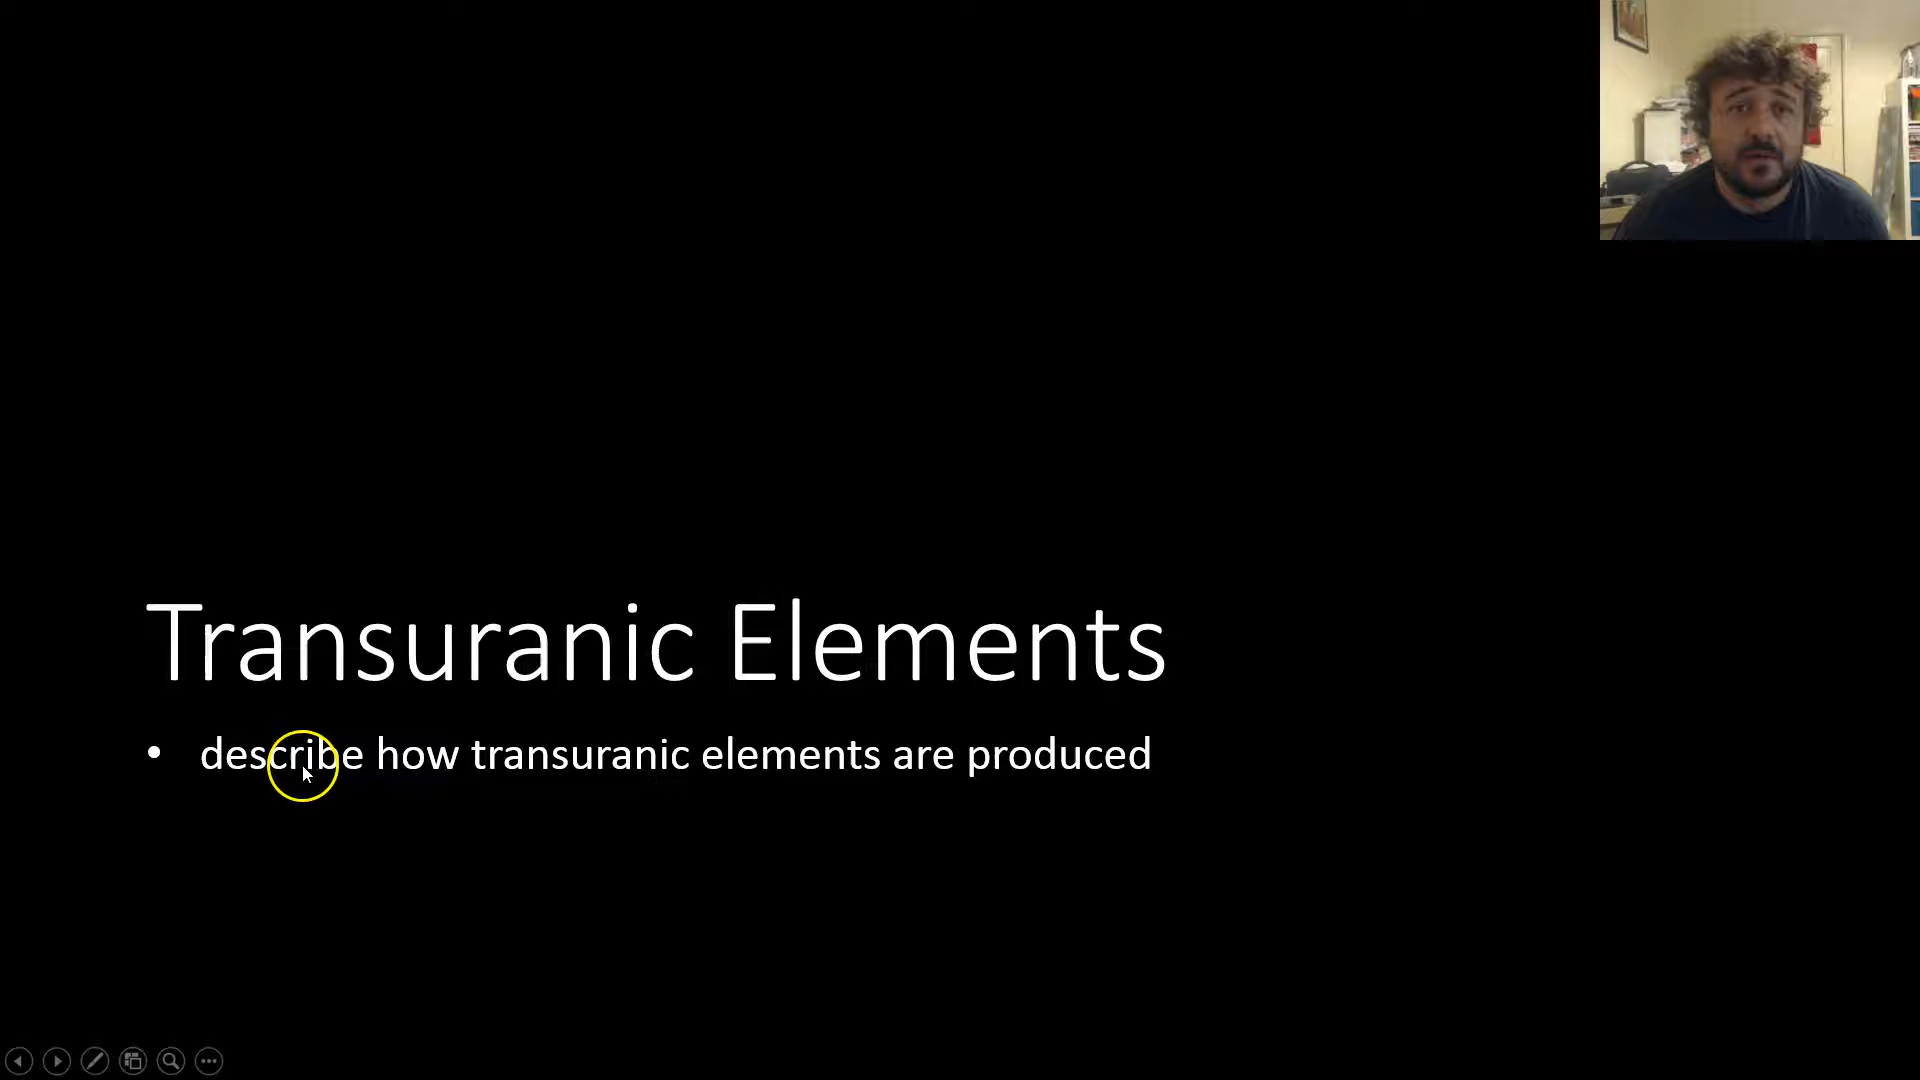 Transuranic Elements
• describe how transuranic elements are produced